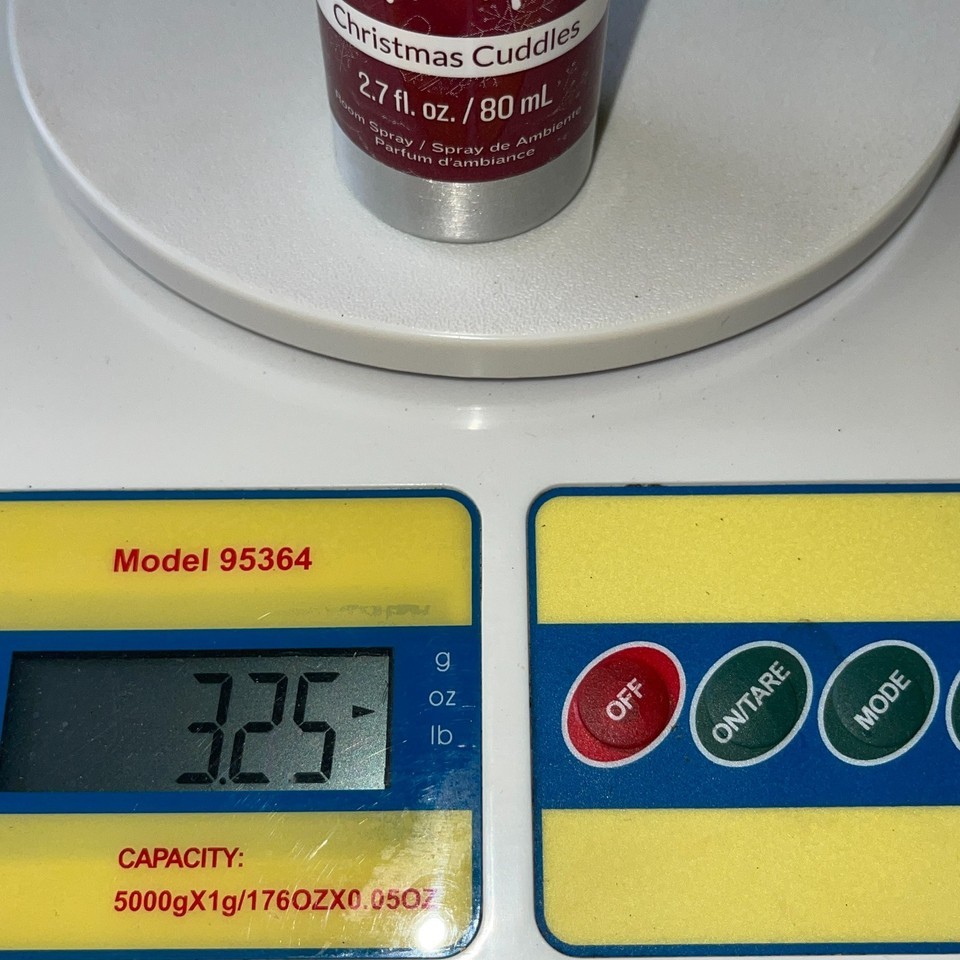 Christmas Cuddles
2.7 fl. oz. / 80 mL
Room Spray / Spray de Ambiente
Parfum d'ambiance
Model 95364
g
oz
lb
3.25
OFF
ON/TARE
MODE
CAPACITY:
5000gX1g/176OZX0.05OZ